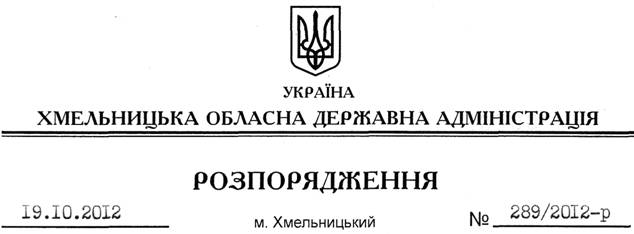 УКРАЇНА
ХМЕЛЬНИЦЬКА ОБЛАСНА ДЕРЖАВНА АДМІНІСТРАЦІЯ
РОЗПОРЯДЖЕННЯ
19.10.2012 м. Хмельницький № 289/2012-р